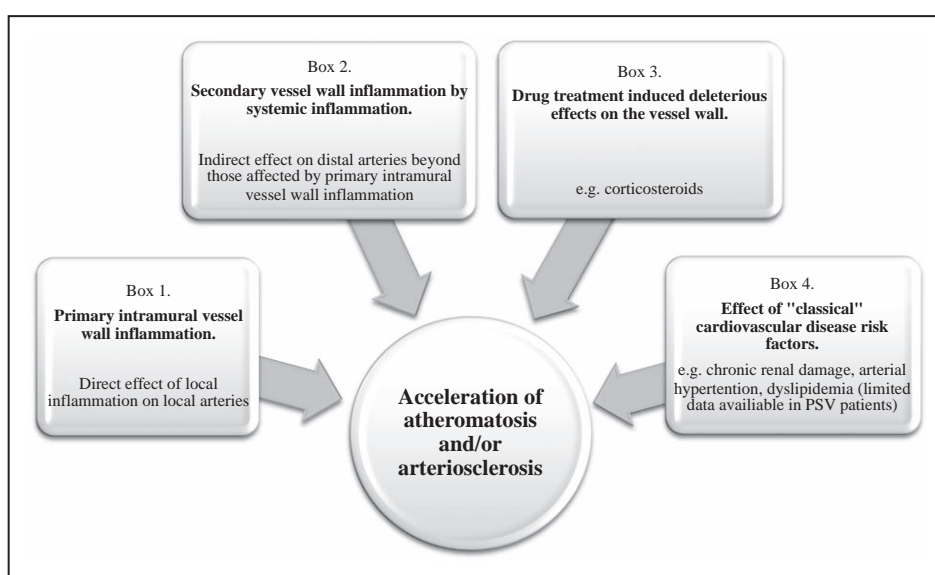 Box 2.
Secondary vessel wall inflammation by
systemic inflammation.
Indirect effect on distal arteries beyond
those affected by primary intramural
vessel wall inflammation
Box 3.
Drug treatment induced deleterious
effects on the vessel wall.
e.g. corticosteroids
Box 1.
Primary intramural vessel
wall inflammation.
Direct effect of local
inflammation on local arteries
Box 4.
Effect of "classical"
cardiovascular disease risk
factors.
e.g. chronic renal damage, arterial
hypertention, dyslipidemia (limited
data availiable in PSV patients)
Acceleration of
atheromatosis
and/or
arteriosclerosis